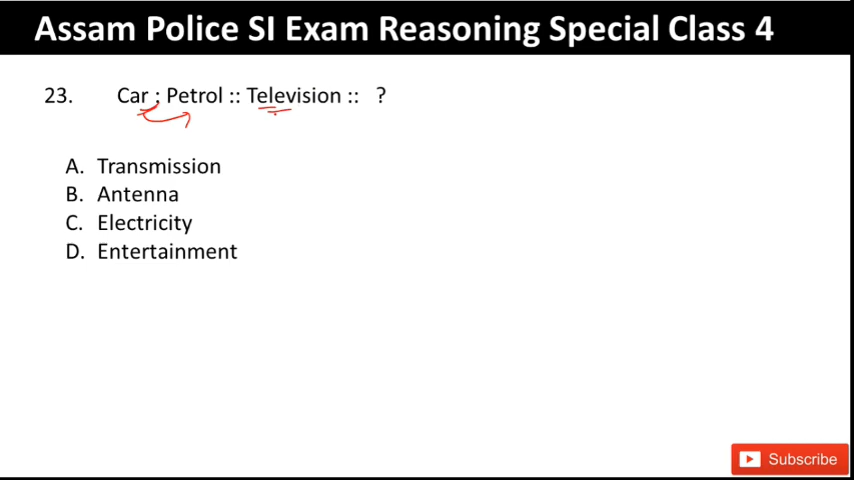 Assam Police SI Exam Reasoning Special Class 4
23. Car : Petrol :: Television :: ?
A. Transmission
B. Antenna
C. Electricity
D. Entertainment
Subscribe